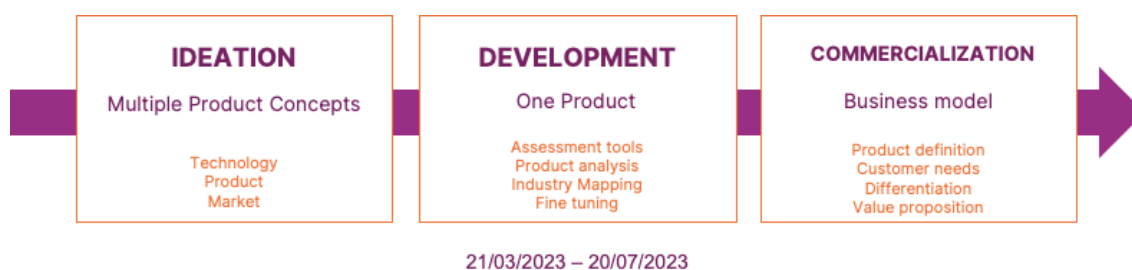 IDEATION
Multiple Product Concepts
Technology
Product
Market
DEVELOPMENT
One Product
Assessment tools
Product analysis
Industry Mapping
Fine tuning
COMMERCIALIZATION
Business model
Product definition
Customer needs
Differentiation
Value proposition
21/03/2023 – 20/07/2023